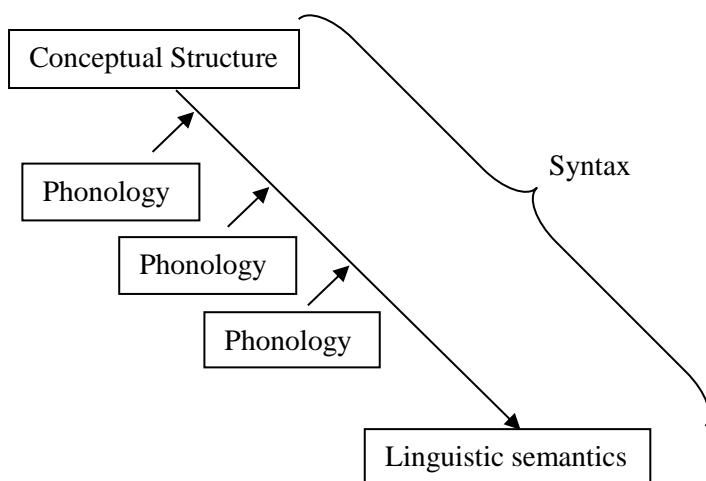 Conceptual Structure
Syntax
Phonology
Phonology
Phonology
Linguistic semantics